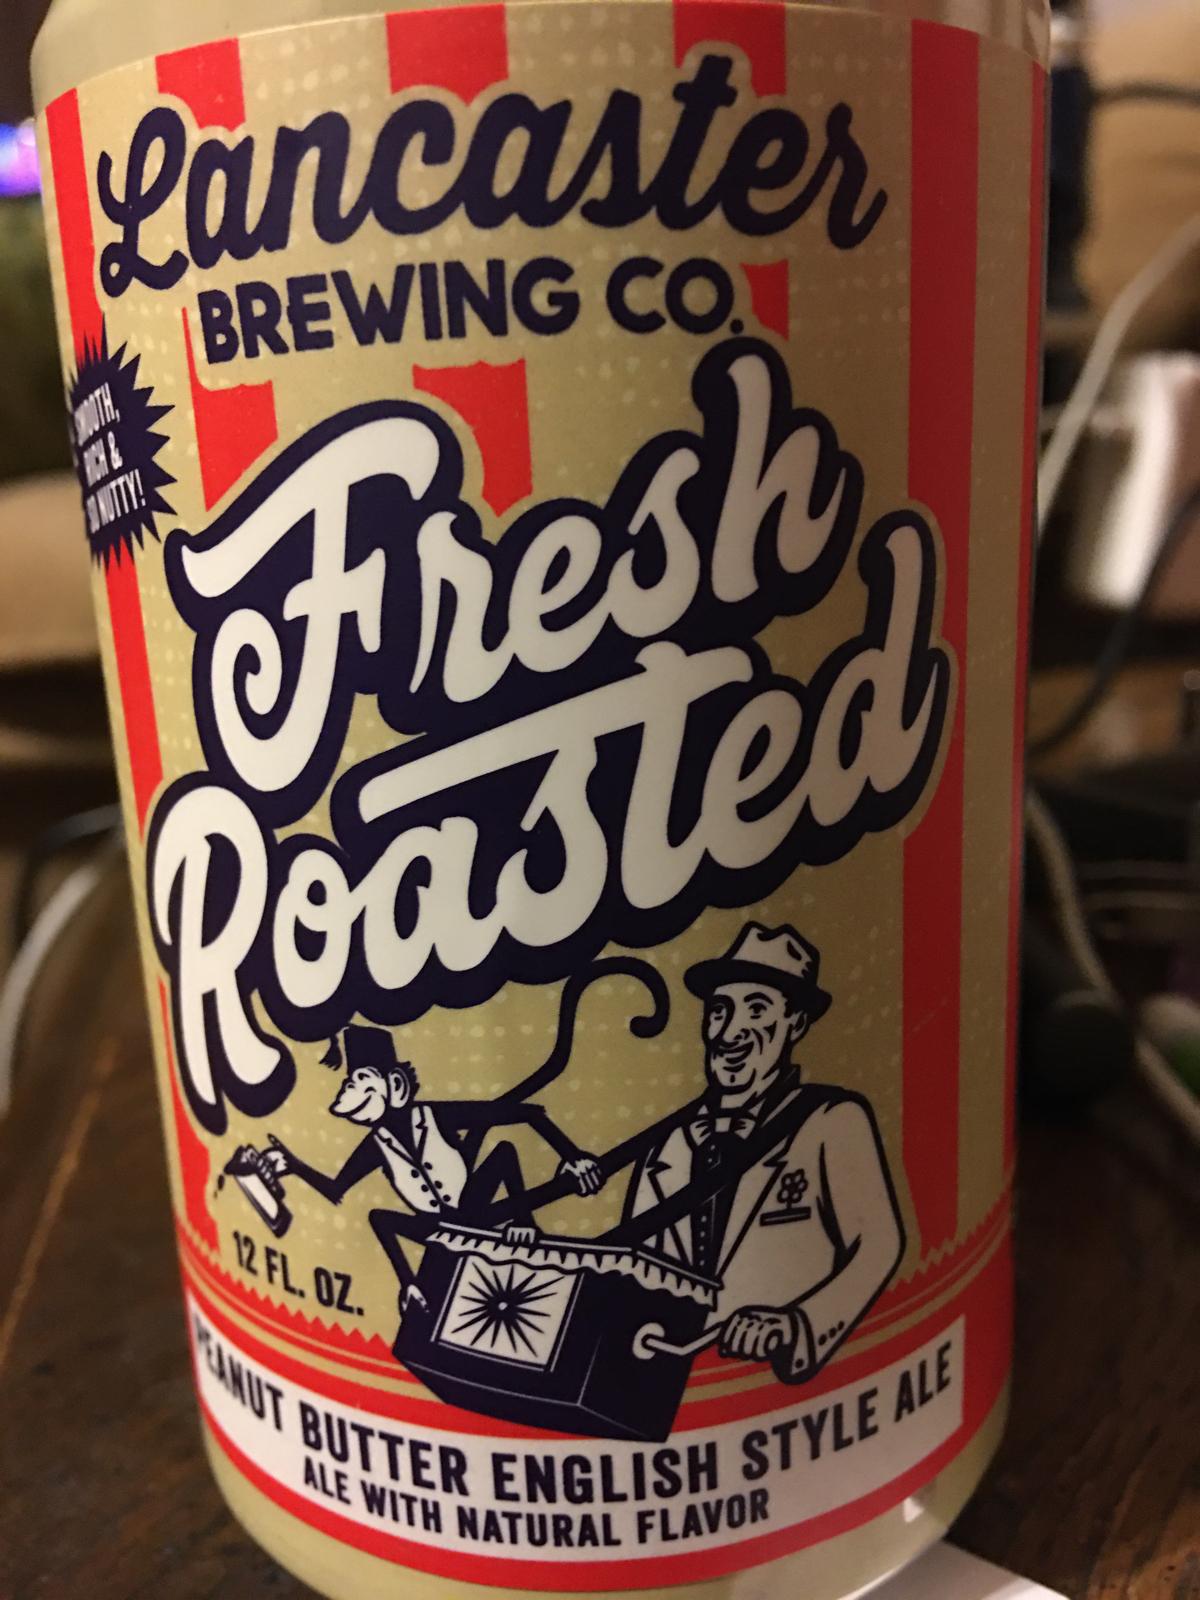 Lancaster
BREWING CO.
SMOOTH,
RICH &
SO NUTTY!
Fresh
Roasted
12 FL. OZ.
PEANUT BUTTER ENGLISH STYLE ALE
ALE WITH NATURAL FLAVOR